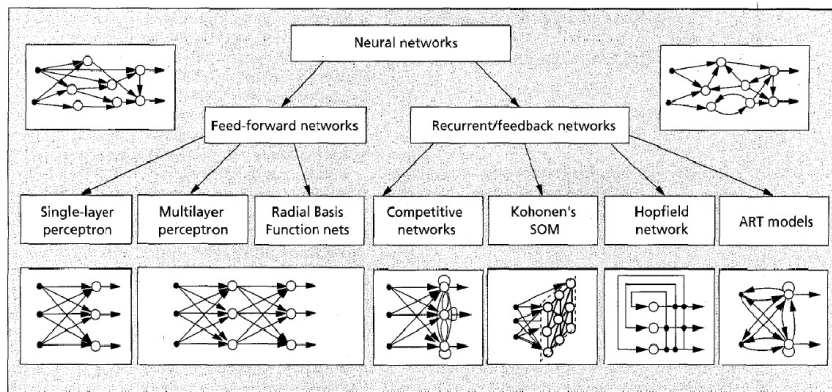 Neural networks
Feed-forward networks
Recurrent/feedback networks
Single-layer
perceptron
Multilayer
perceptron
Radial Basis
Function nets
Competitive
networks
Kohonen's
SOM
Hopfield
network
ART models